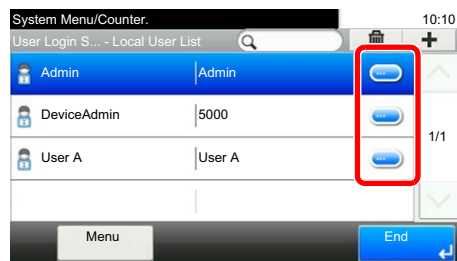 System Menu/Counter. 10:10
User Login S... - Local User List
Admin Admin
DeviceAdmin 5000
User A User A
1/1
Menu End